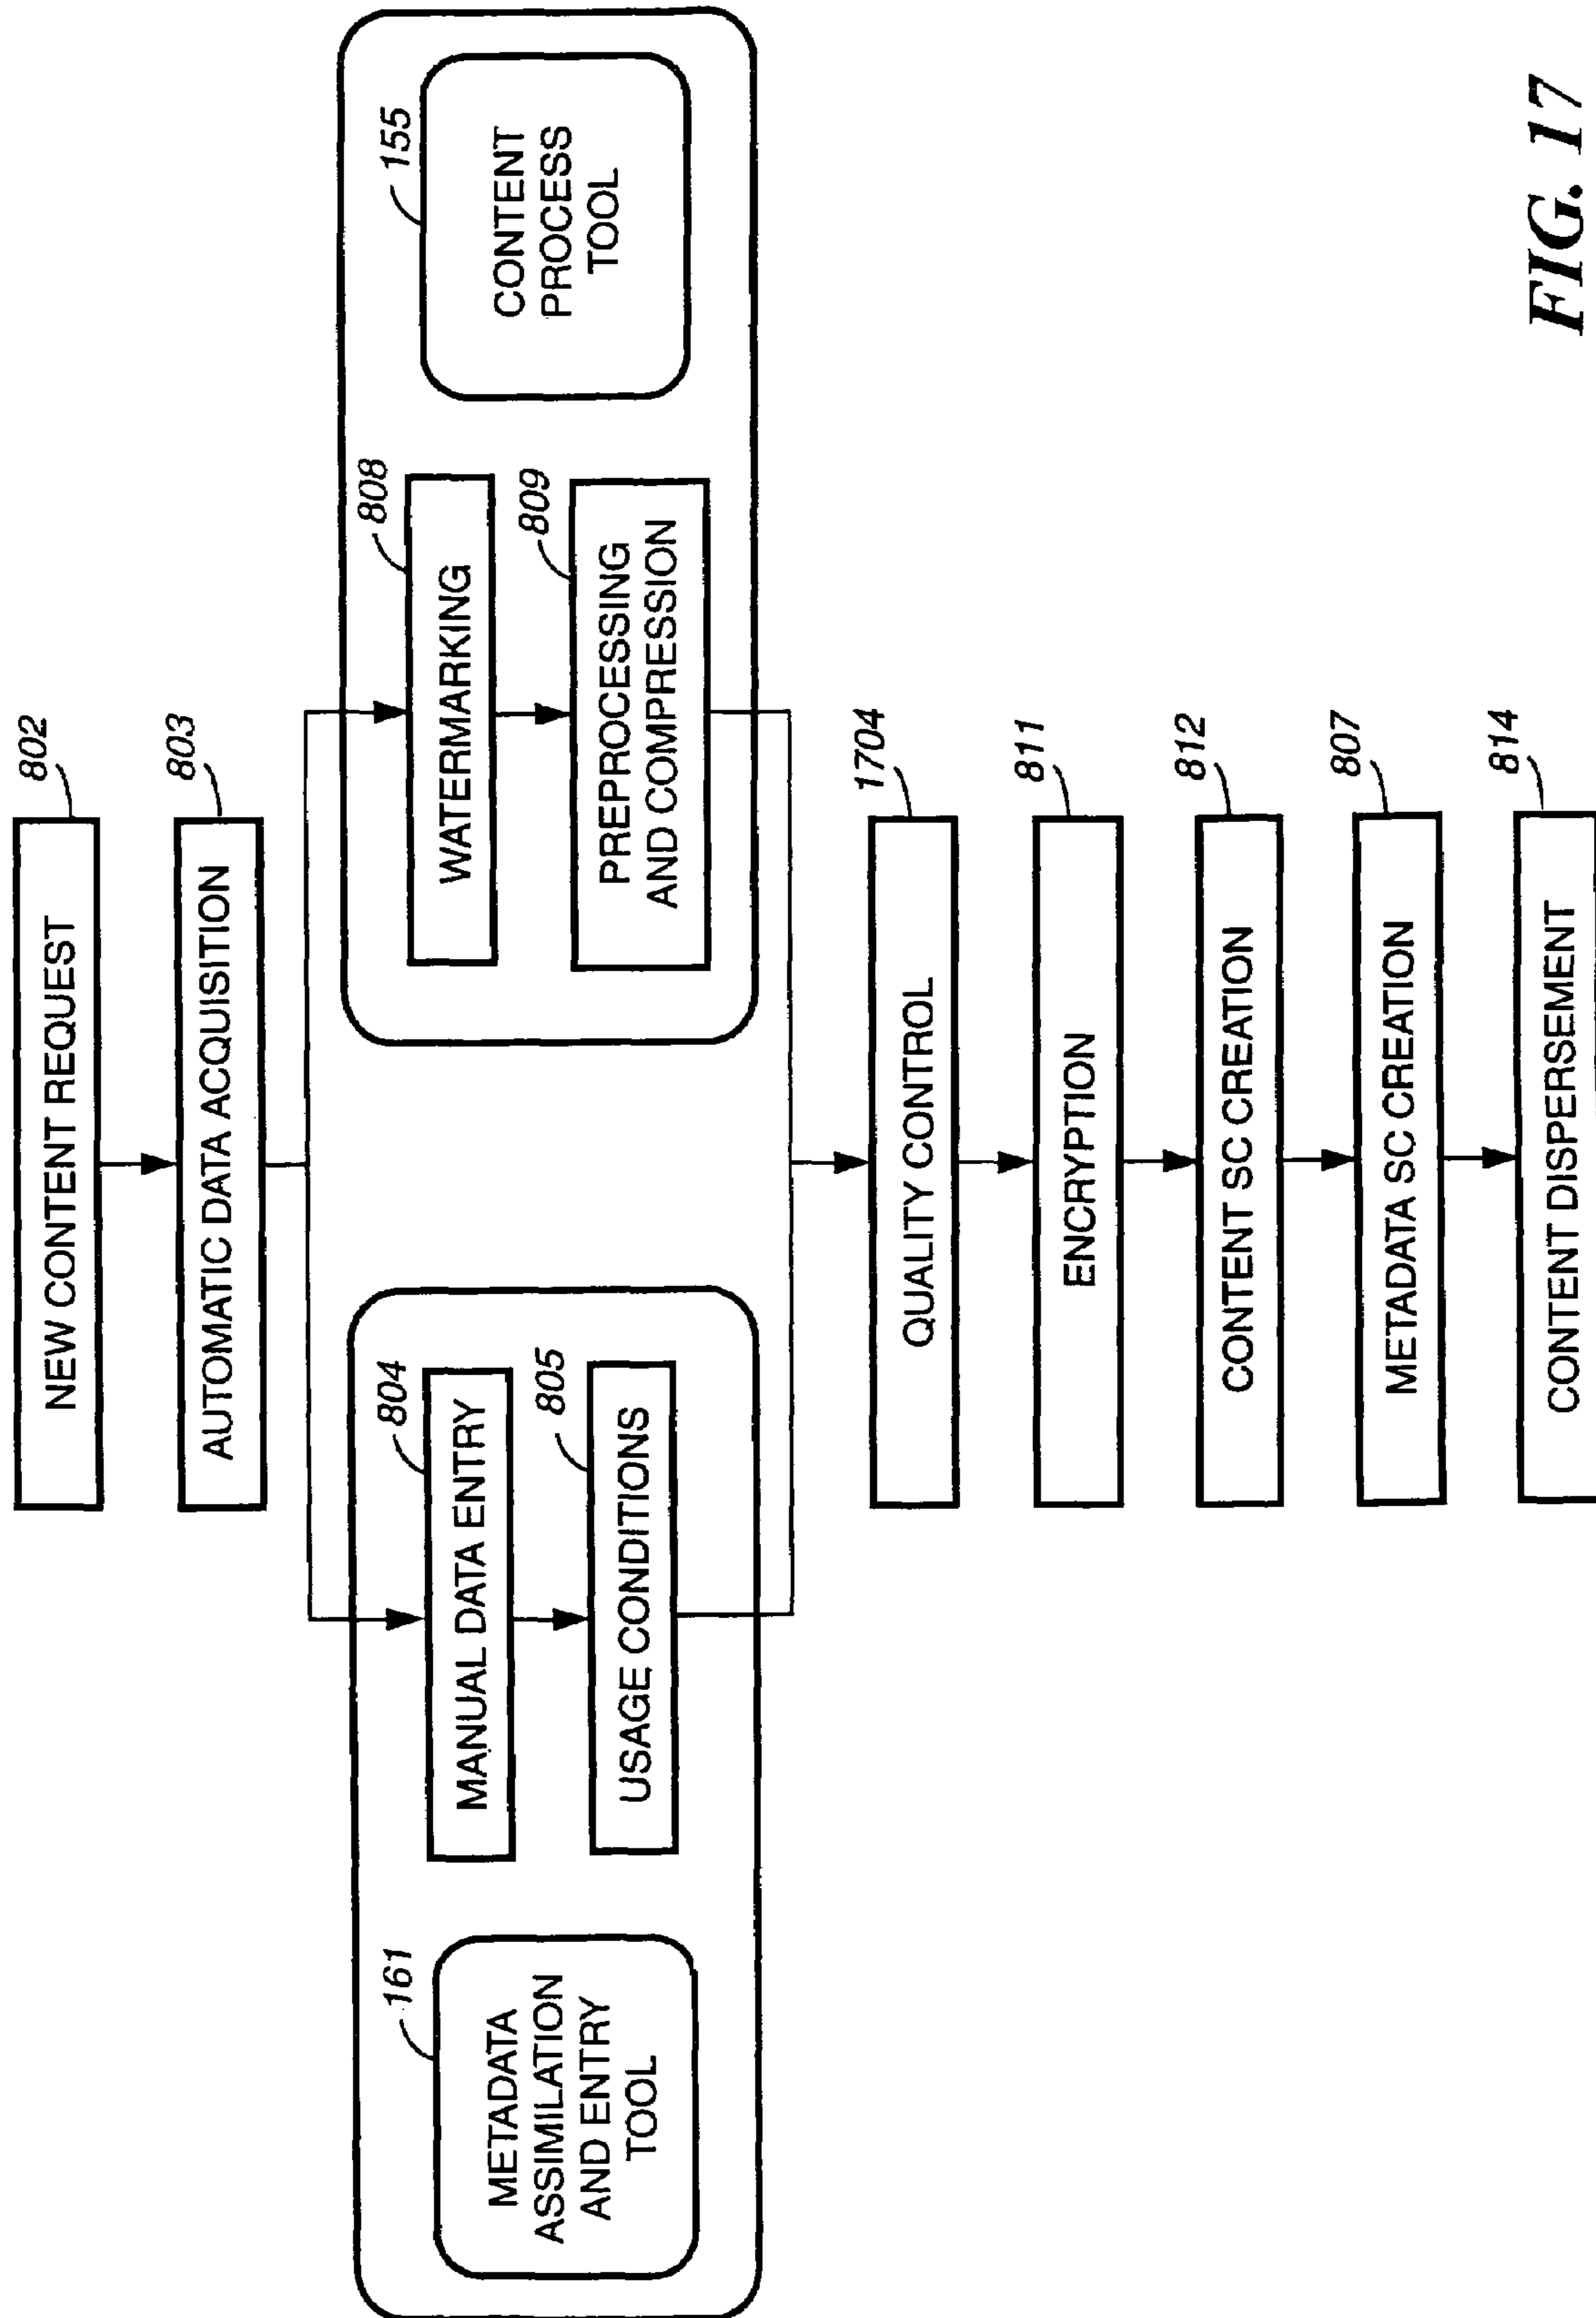 802
NEW CONTENT REQUEST
803
AUTOMATIC DATA ACQUISITION
161
METADATA
ASSIMILATION
AND ENTRY
TOOL
804
MANUAL DATA ENTRY
805
USAGE CONDITIONS
808
WATERMARKING
809
PREPROCESSING
AND COMPRESSION
155
CONTENT
PROCESS
TOOL
1704
QUALITY CONTROL
811
ENCRYPTION
812
CONTENT SC CREATION
807
METADATA SC CREATION
814
CONTENT DISPERSEMENT
FIG. 17